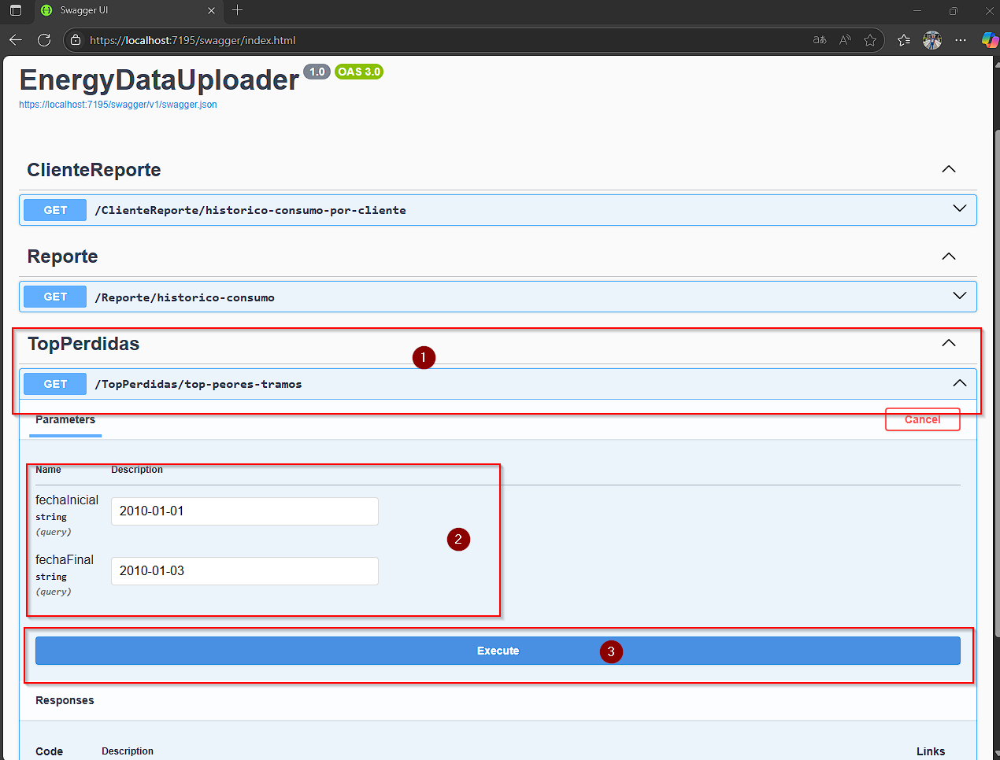 Swagger UI
https://localhost:7195/swagger/index.html
EnergyDataUploader 1.0 OAS 3.0
https://localhost:7195/swagger/v1/swagger.json
ClienteReporte
GET /ClienteReporte/historico-consumo-por-cliente
Reporte
GET /Reporte/historico-consumo
TopPerdidas
1
GET /TopPerdidas/top-peores-tramos
Parameters
Cancel
Name Description
fechaInicial
string
(query)
2010-01-01
2
fechaFinal
string
(query)
2010-01-03
Execute
3
Responses
Code Description Links